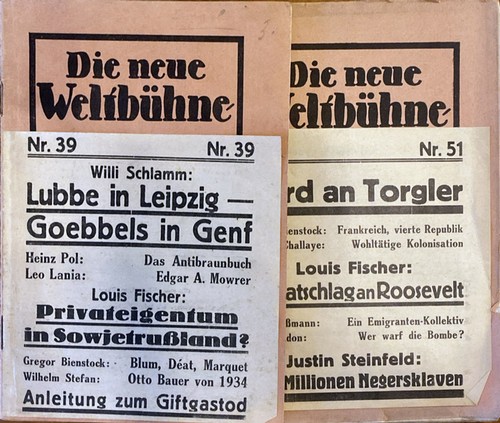 Die neue
Weltbühne
Nr. 39 Nr. 39
Willi Schlamm:
Lubbe in Leipzig —
Goebbels in Genf
Heinz Pol: Das Antibraunbuch
Leo Lania: Edgar A. Mowrer
Louis Fischer:
Privateigentum
in Sowjetrußland?
Gregor Bienstock: Blum, Déat, Marquet
Wilhelm Stefan: Otto Bauer von 1934
Anleitung zum Giftgastod
Die neue
eltbühne
Nr. 51
rd an Torgler
ienstock: Frankreich, vierte Republik
Challaye: Wohltätige Kolonisation
Louis Fischer:
atschlag an Roosevelt
ßmann: Ein Emigranten-Kollektiv
don: Wer warf die Bombe?
Justin Steinfeld:
Millionen Negersklaven